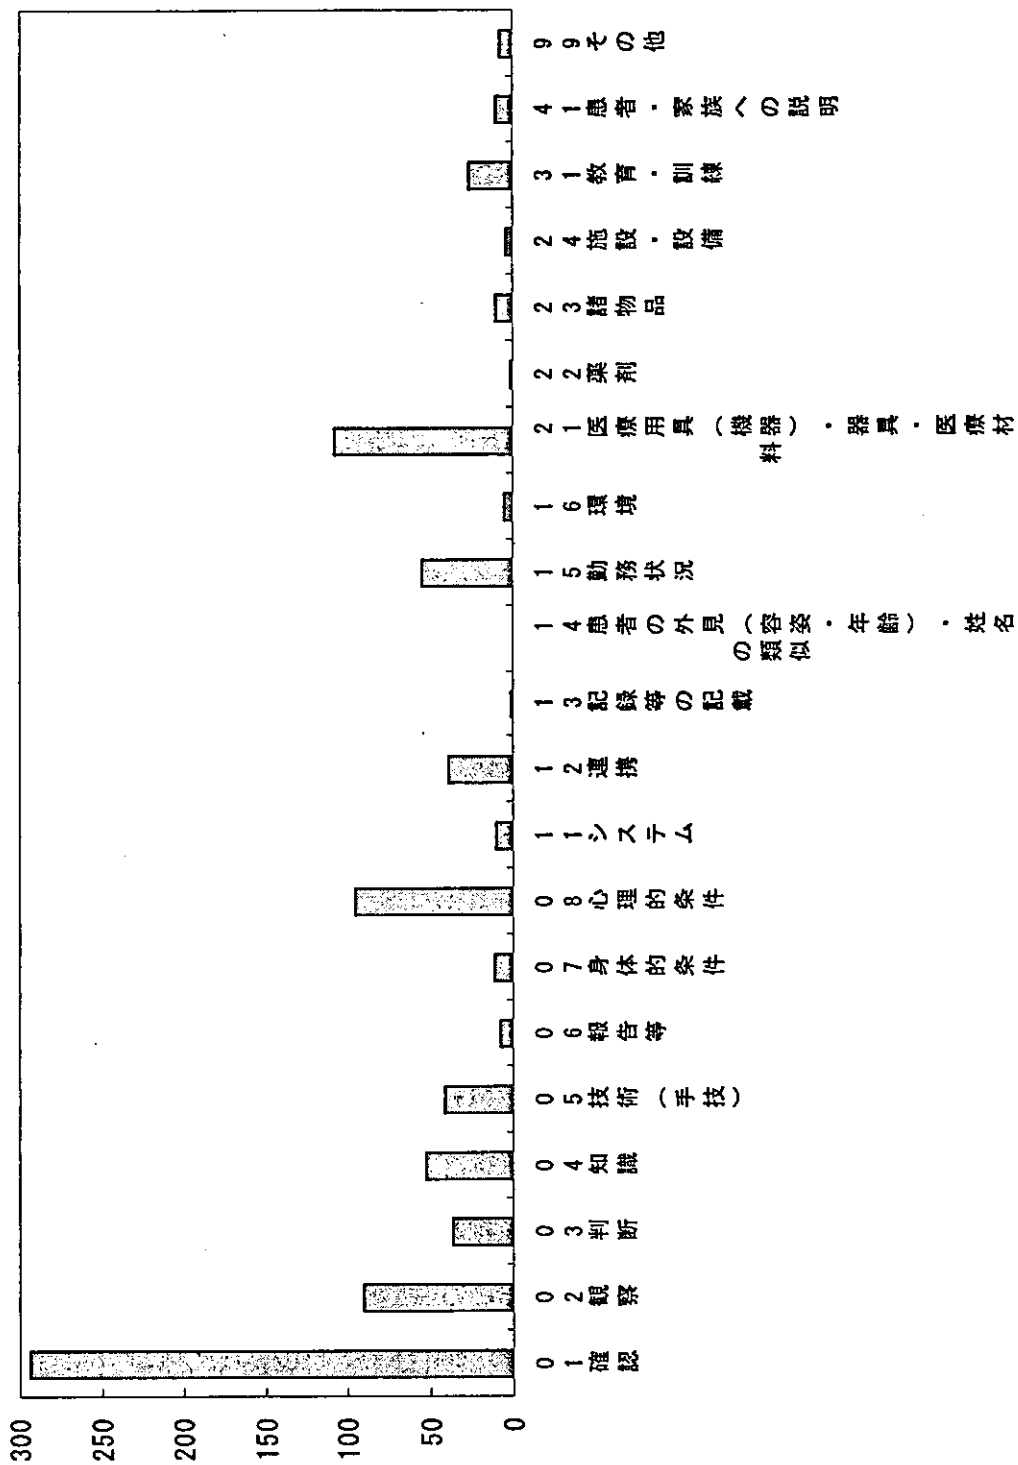 300
250
200
150
100
50
0
01確認
02観察
03判断
04知識
05技術（手技）
06報告等
07身体的条件
08心理的条件
11システム
12連携
13記録等の記載
14患者の外見（容姿・年齢）・姓名
の類似
15勤務状況
16環境
21医療用具（機器）・器具・医療材
料
22薬剤
23諸物品
24施設・設備
31教育・訓練
41患者・家族への説明
99その他